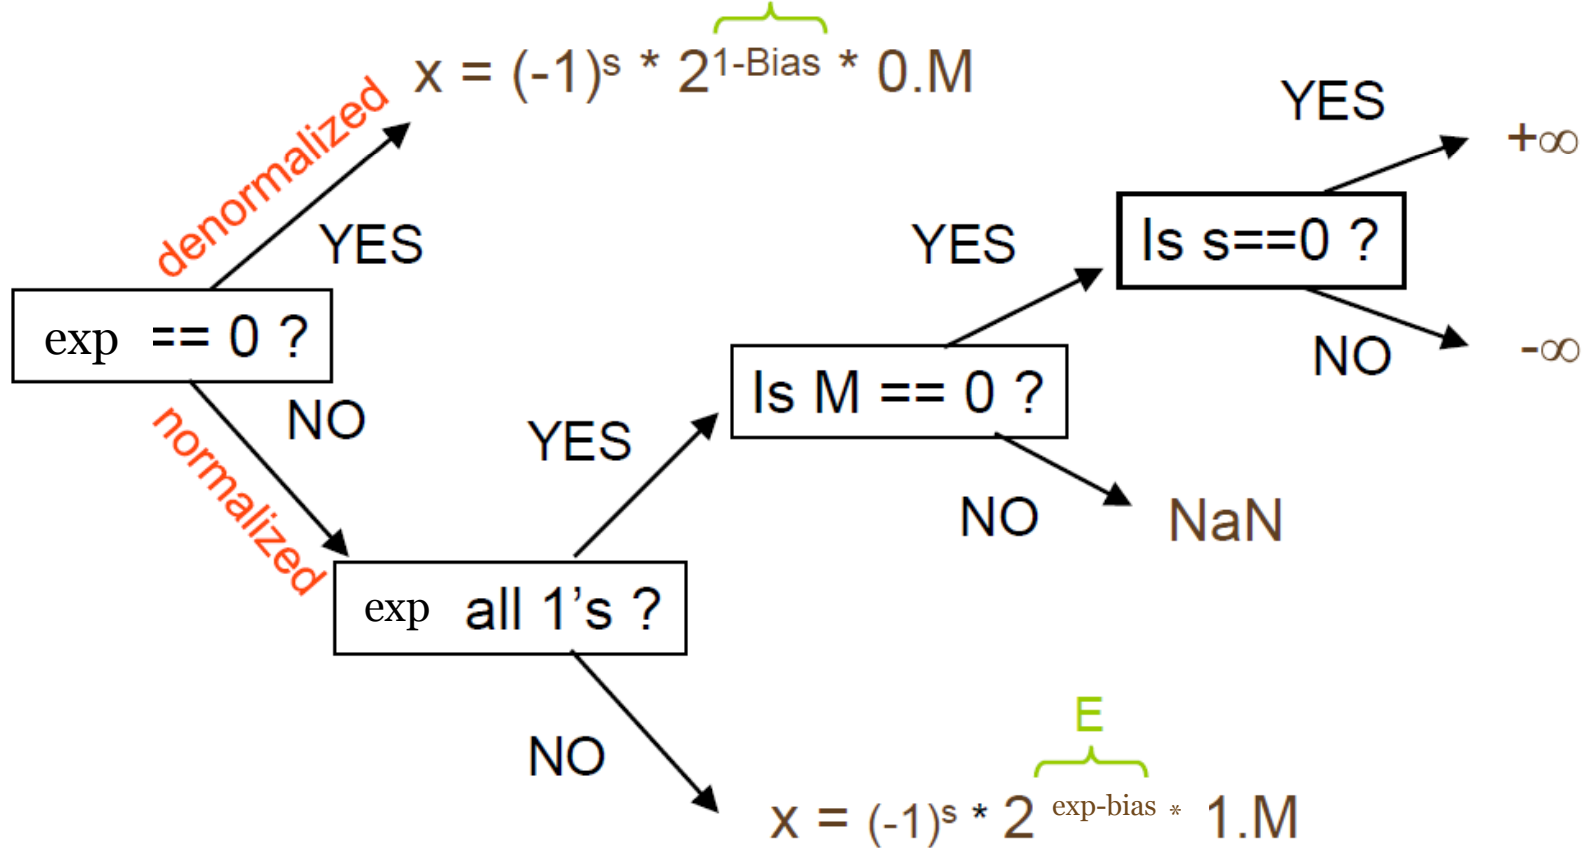 x = (-1)ˢ * 2¹⁻ᴮⁱᵃˢ * 0.M
denormalized
YES
exp == 0 ?
NO
normalized
exp all 1’s ?
YES
NO
Is M == 0 ?
YES
NO
NaN
Is s==0 ?
YES
+∞
NO
-∞
E
x = (-1)ˢ * 2 exp-bias * 1.M